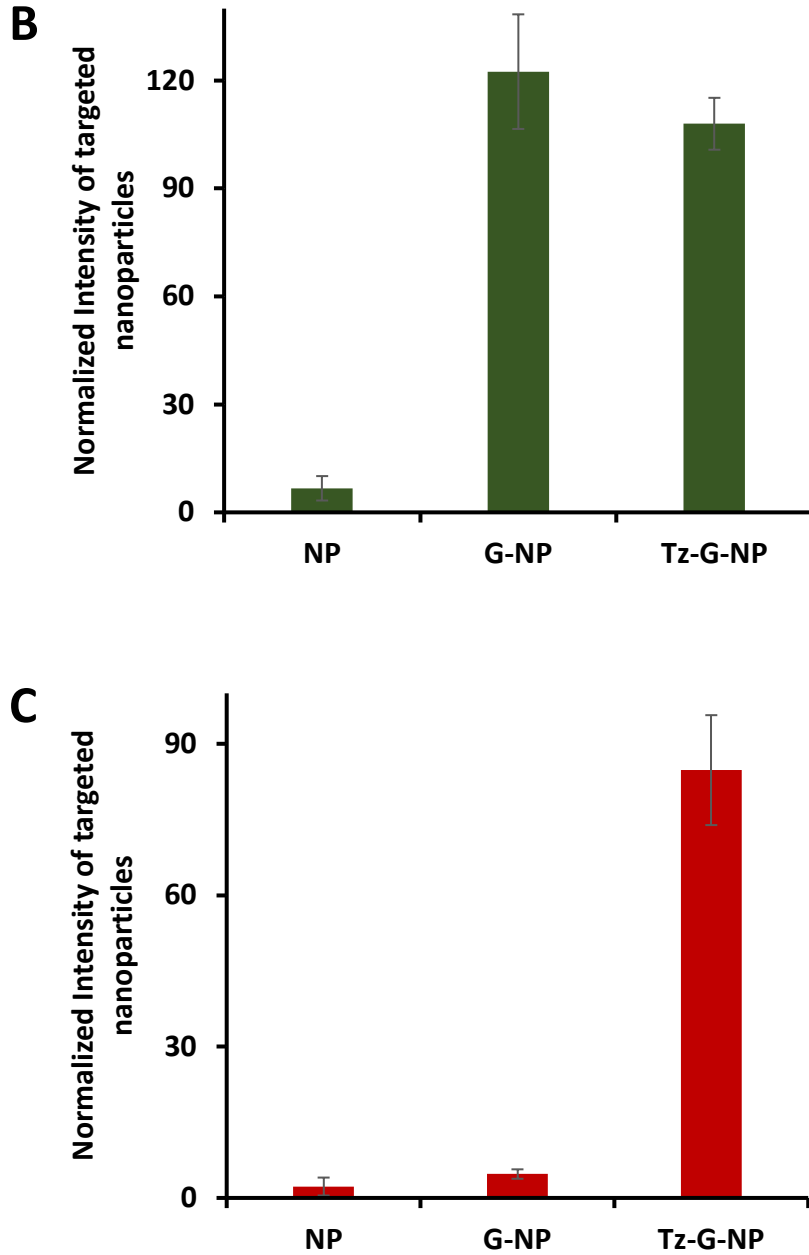 B
Normalized Intensity of targeted
nanoparticles
120
90
60
30
0
NP G-NP Tz-G-NP
C
Normalized Intensity of targeted
nanoparticles
90
60
30
0
NP G-NP Tz-G-NP